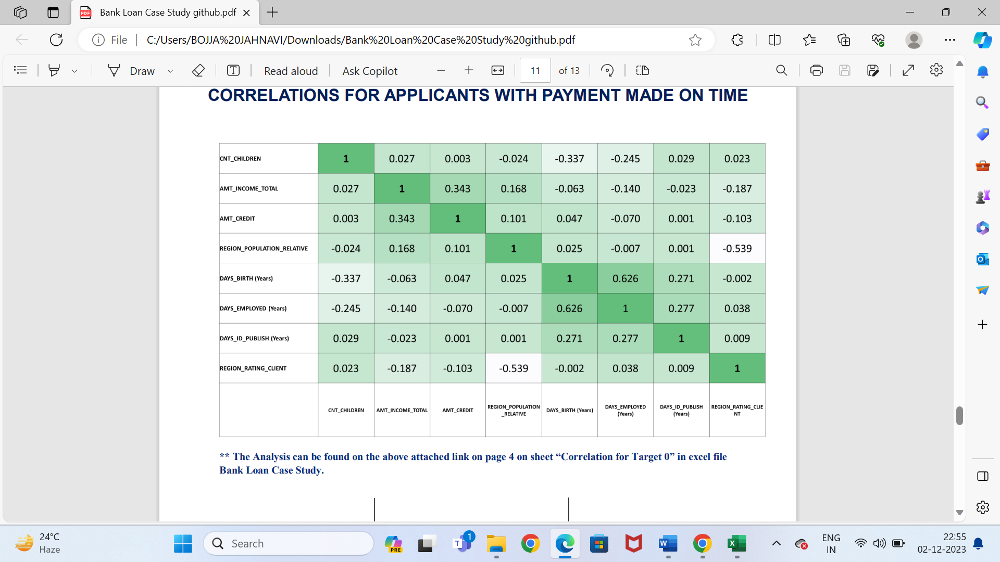 Bank Loan Case Study github.pdf
File
C:/Users/BOJJA%20JAHNAVI/Downloads/Bank%20Loan%20Case%20Study%20github.pdf
Draw
Read aloud
Ask Copilot
11
of 13
CORRELATIONS FOR APPLICANTS WITH PAYMENT MADE ON TIME
CNT_CHILDREN 1 0.027 0.003 -0.024 -0.337 -0.245 0.029 0.023
AMT_INCOME_TOTAL 0.027 1 0.343 0.168 -0.063 -0.140 -0.023 -0.187
AMT_CREDIT 0.003 0.343 1 0.101 0.047 -0.070 0.001 -0.103
REGION_POPULATION_RELATIVE -0.024 0.168 0.101 1 0.025 -0.007 0.001 -0.539
DAYS_BIRTH (Years) -0.337 -0.063 0.047 0.025 1 0.626 0.271 -0.002
DAYS_EMPLOYED (Years) -0.245 -0.140 -0.070 -0.007 0.626 1 0.277 0.038
DAYS_ID_PUBLISH (Years) 0.029 -0.023 0.001 0.001 0.271 0.277 1 0.009
REGION_RATING_CLIENT 0.023 -0.187 -0.103 -0.539 -0.002 0.038 0.009 1
CNT_CHILDREN
AMT_INCOME_TOTAL
AMT_CREDIT
REGION_POPULATION
_RELATIVE
DAYS_BIRTH (Years)
DAYS_EMPLOYED
(Years)
DAYS_ID_PUBLISH
(Years)
REGION_RATING_CLIE
NT
** The Analysis can be found on the above attached link on page 4 on sheet “Correlation for Target 0” in excel file
Bank Loan Case Study.
24°C
Haze
Search
PRE
1
ENG
IN
22:55
02-12-2023